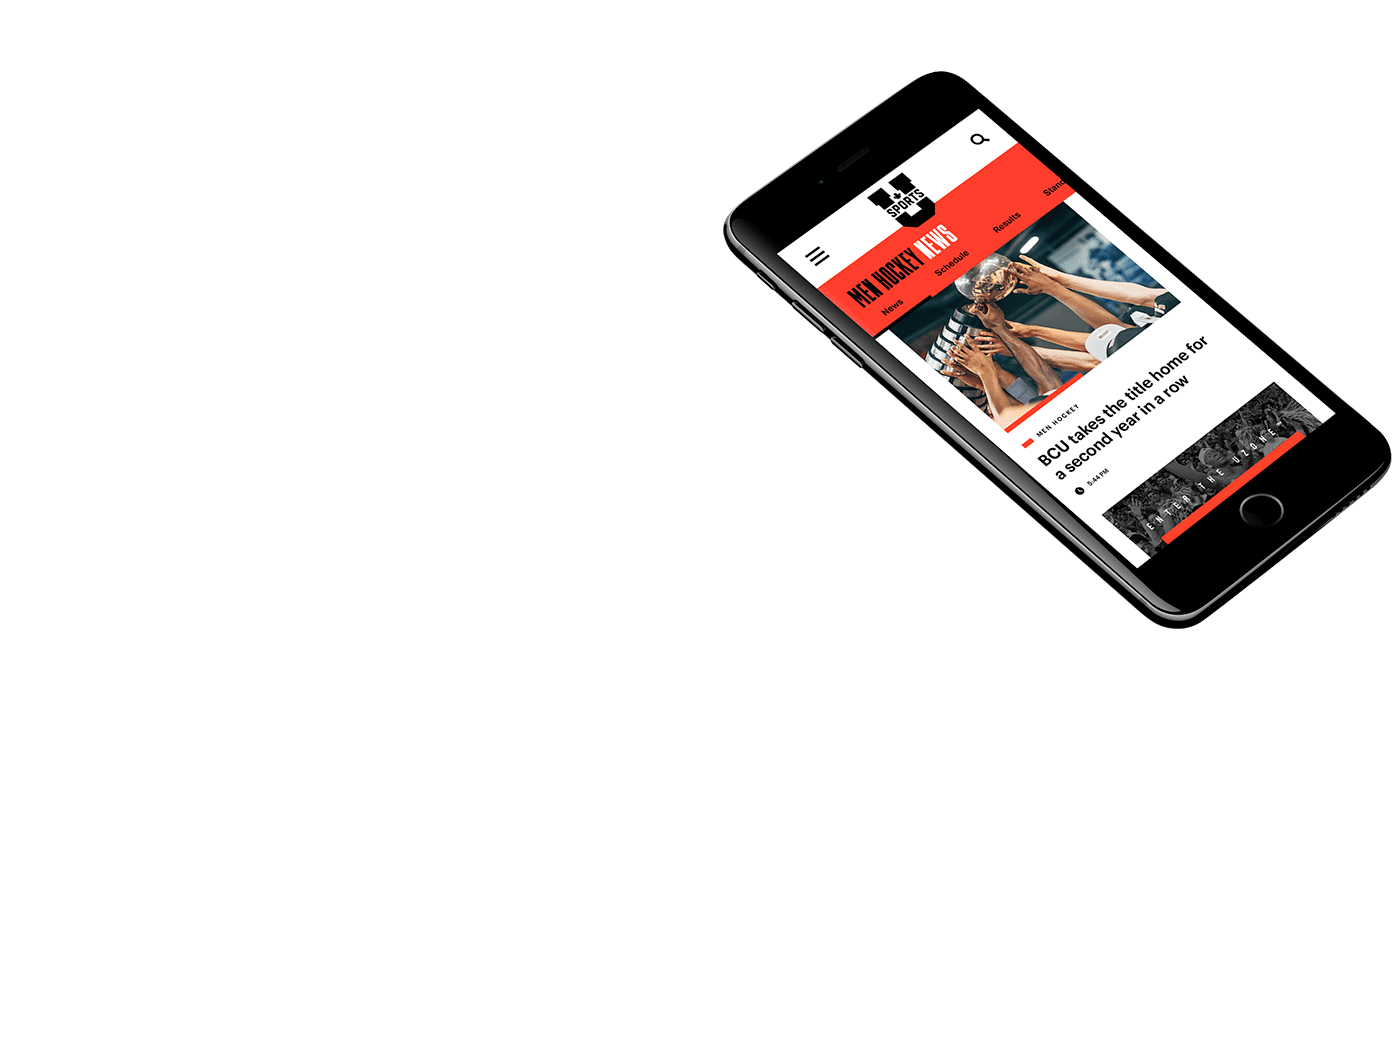 U
SPORTS
MEN HOCKEY NEWS
News Schedule Results Stand
MEN HOCKEY
BCU takes the title home for
a second year in a row
5:44 PM
ENTER THE UZONE